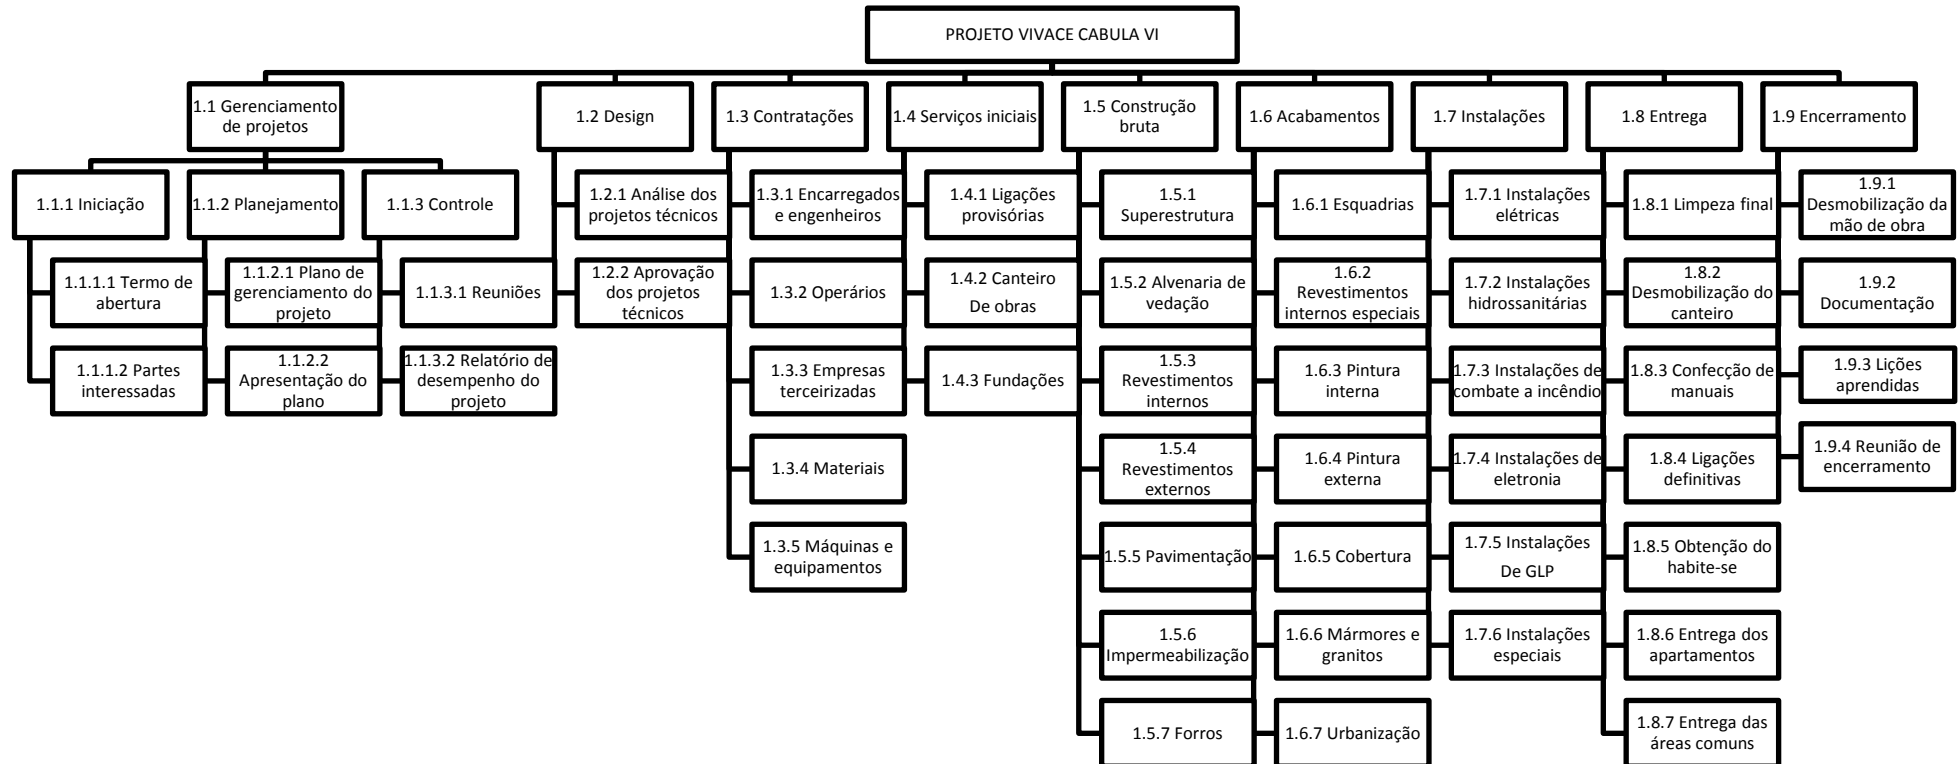 PROJETO VIVACE CABULA VI
1.1 Gerenciamento
de projetos
1.1.1 Iniciação
1.1.1.1 Termo de
abertura
1.1.1.2 Partes
interessadas
1.1.2 Planejamento
1.1.2.1 Plano de
gerenciamento do
projeto
1.1.2.2
Apresentação do
plano
1.1.3 Controle
1.1.3.1 Reuniões
1.1.3.2 Relatório de
desempenho do
projeto
1.2 Design
1.2.1 Análise dos
projetos técnicos
1.2.2 Aprovação
dos projetos
técnicos
1.3 Contratações
1.3.1 Encarregados
e engenheiros
1.3.2 Operários
1.3.3 Empresas
terceirizadas
1.3.4 Materiais
1.3.5 Máquinas e
equipamentos
1.4 Serviços iniciais
1.4.1 Ligações
provisórias
1.4.2 Canteiro
De obras
1.4.3 Fundações
1.5 Construção
bruta
1.5.1
Superestrutura
1.5.2 Alvenaria de
vedação
1.5.3
Revestimentos
internos
1.5.4
Revestimentos
externos
1.5.5 Pavimentação
1.5.6
Impermeabilização
1.5.7 Forros
1.6 Acabamentos
1.6.1 Esquadrias
1.6.2
Revestimentos
internos especiais
1.6.3 Pintura
interna
1.6.4 Pintura
externa
1.6.5 Cobertura
1.6.6 Mármores e
granitos
1.6.7 Urbanização
1.7 Instalações
1.7.1 Instalações
elétricas
1.7.2 Instalações
hidrossanitárias
1.7.3 Instalações de
combate a incêndio
1.7.4 Instalações de
eletronia
1.7.5 Instalações
De GLP
1.7.6 Instalações
especiais
1.8 Entrega
1.8.1 Limpeza final
1.8.2
Desmobilização do
canteiro
1.8.3 Confecção de
manuais
1.8.4 Ligações
definitivas
1.8.5 Obtenção do
habite-se
1.8.6 Entrega dos
apartamentos
1.8.7 Entrega das
áreas comuns
1.9 Encerramento
1.9.1
Desmobilização da
mão de obra
1.9.2
Documentação
1.9.3 Lições
aprendidas
1.9.4 Reunião de
encerramento